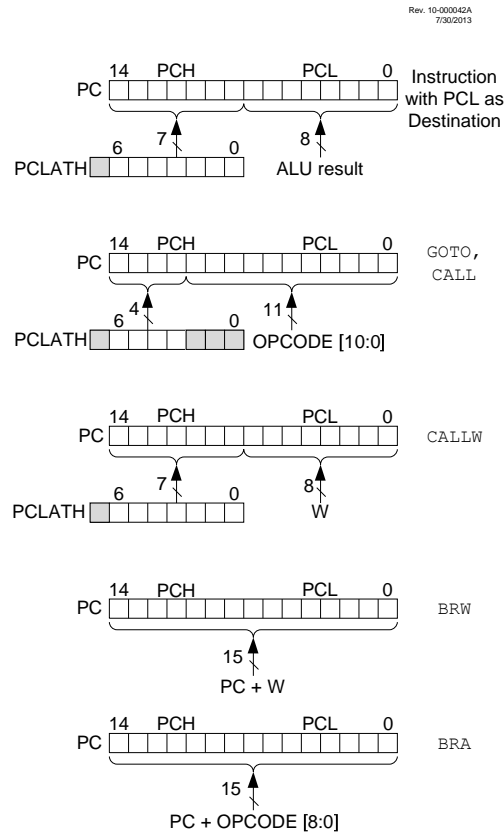 Rev. 10-000042A
7/30/2013
14 PCH PCL 0
PC
Instruction
with PCL as
Destination
7 8
6 0
PCLATH
ALU result
14 PCH PCL 0
PC
GOTO,
CALL
4 11
6 0
PCLATH
OPCODE [10:0]
14 PCH PCL 0
PC
CALLW
7 8
6 0
PCLATH
W
14 PCH PCL 0
PC
BRW
15
PC + W
14 PCH PCL 0
PC
BRA
15
PC + OPCODE [8:0]